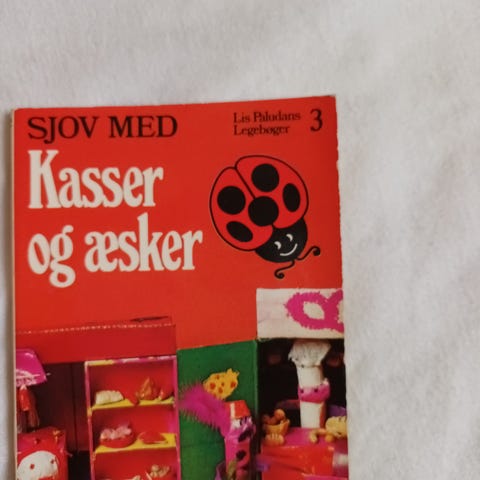 SJOV MED
Lis Paludans
Legebøger 3
Kasser
og æsker